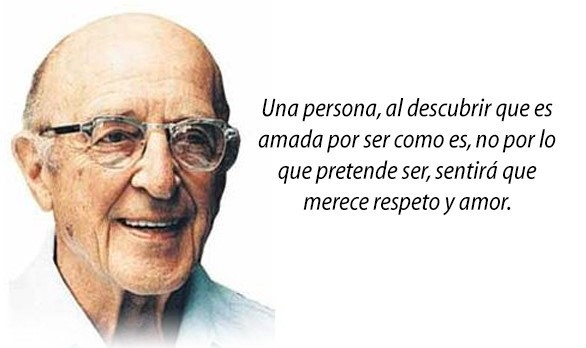 Una persona, al descubrir que es
amada por ser como es, no por lo
que pretende ser, sentirá que
merece respeto y amor.